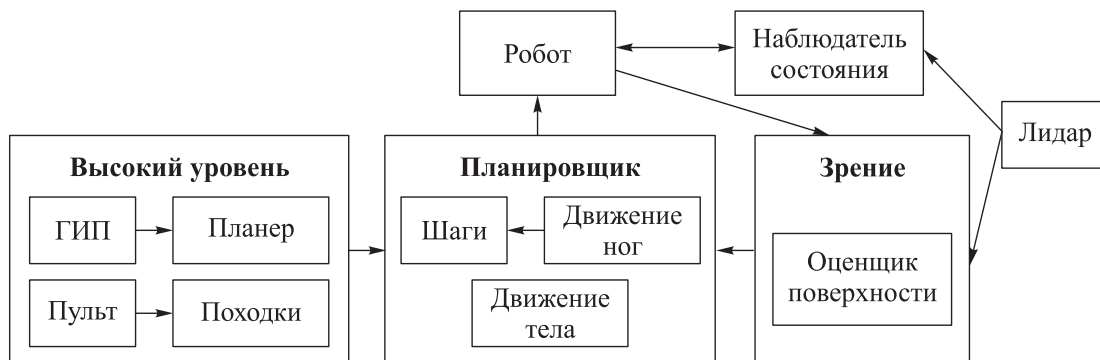 Робот
Наблюдатель
состояния
Лидар
Высокий уровень
ГИП
Планер
Пульт
Походки
Планировщик
Шаги
Движение
ног
Движение
тела
Зрение
Оценщик
поверхности